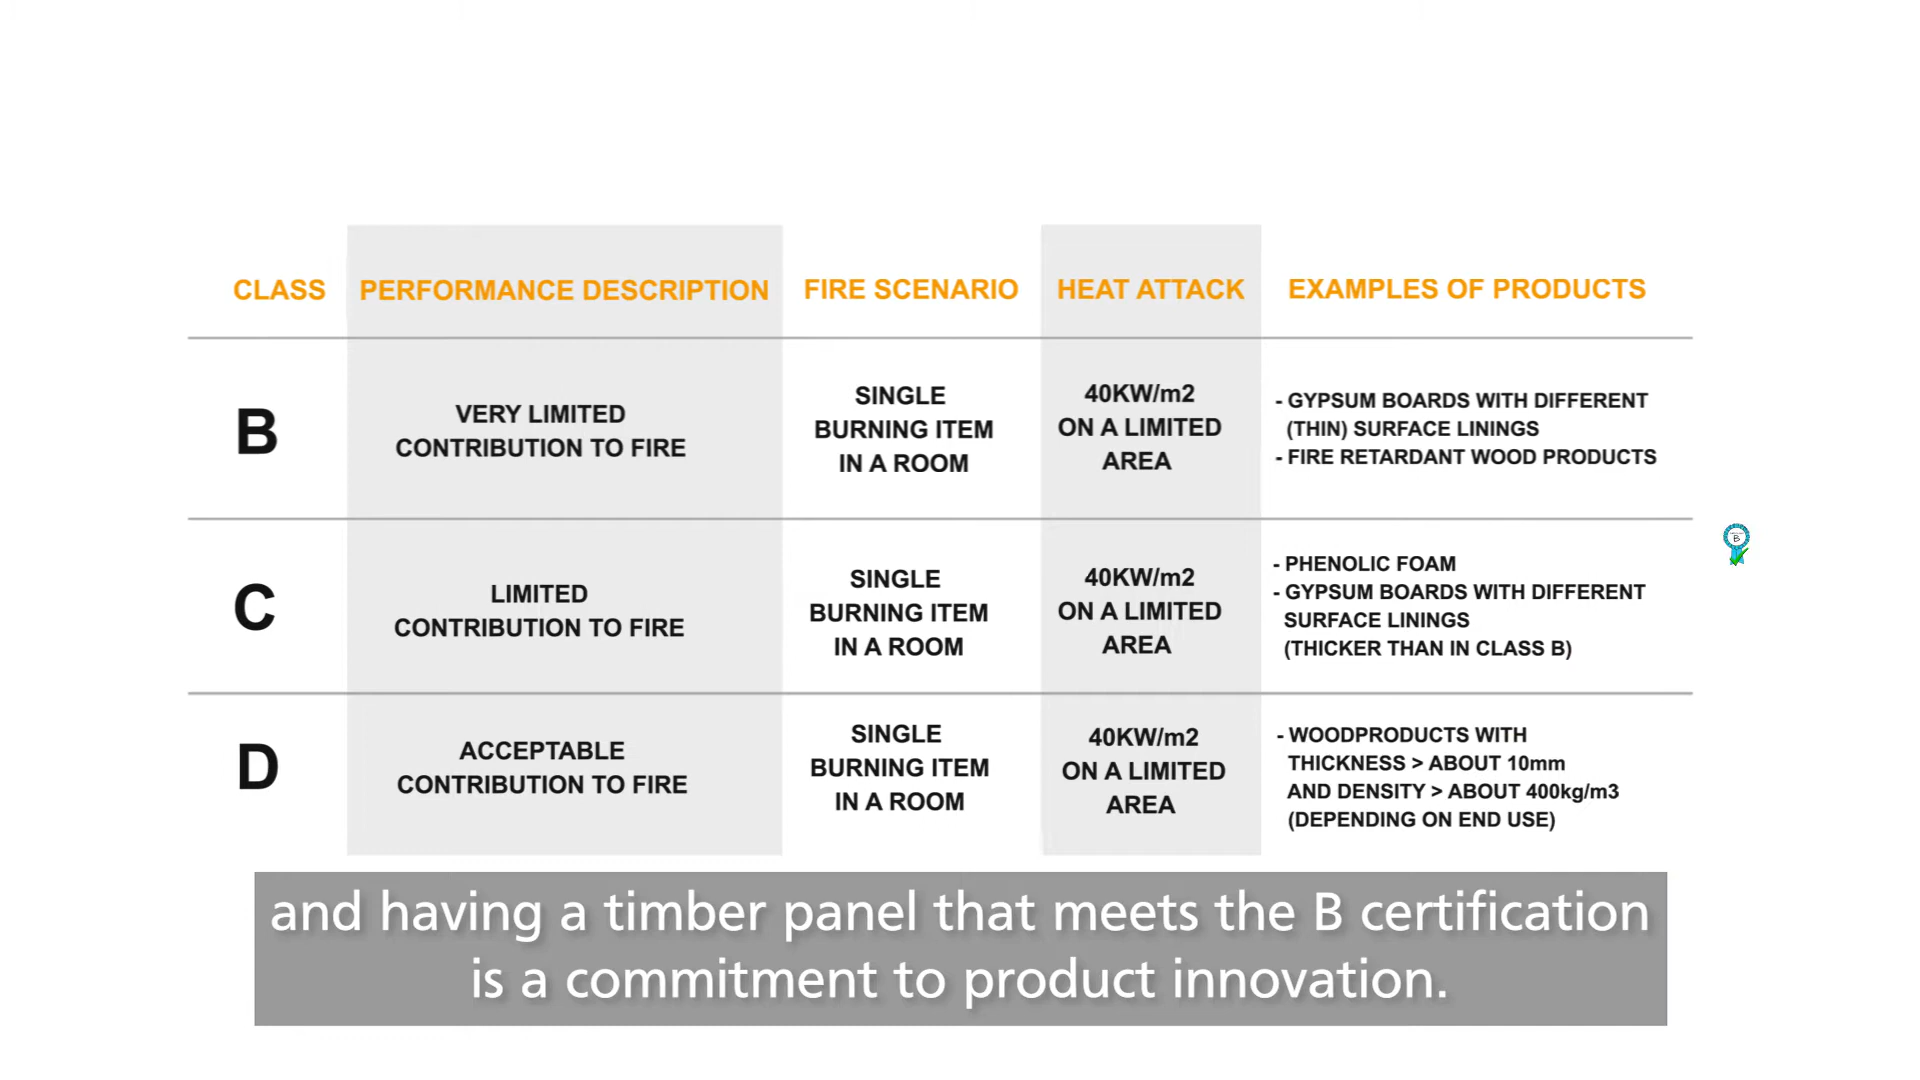 CLASS PERFORMANCE DESCRIPTION FIRE SCENARIO HEAT ATTACK EXAMPLES OF PRODUCTS
B
VERY LIMITED
CONTRIBUTION TO FIRE
SINGLE
BURNING ITEM
IN A ROOM
40KW/m2
ON A LIMITED
AREA
- GYPSUM BOARDS WITH DIFFERENT
(THIN) SURFACE LININGS
- FIRE RETARDANT WOOD PRODUCTS
C
LIMITED
CONTRIBUTION TO FIRE
SINGLE
BURNING ITEM
IN A ROOM
40KW/m2
ON A LIMITED
AREA
- PHENOLIC FOAM
- GYPSUM BOARDS WITH DIFFERENT
SURFACE LININGS
(THICKER THAN IN CLASS B)
B
D
ACCEPTABLE
CONTRIBUTION TO FIRE
SINGLE
BURNING ITEM
IN A ROOM
40KW/m2
ON A LIMITED
AREA
- WOODPRODUCTS WITH
THICKNESS > ABOUT 10mm
AND DENSITY > ABOUT 400kg/m3
(DEPENDING ON END USE)
and having a timber panel that meets the B certification
is a commitment to product innovation.